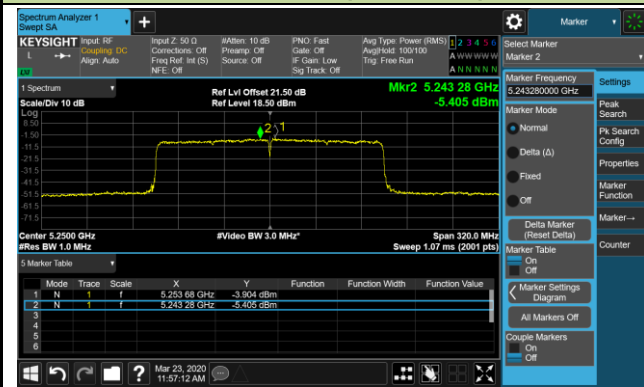 Spectrum Analyzer 1
Swept SA
Marker
KEYSIGHT
L
Input: RF
Coupling: DC
Align: Auto
Input Z: 50 Ω
Corrections: Off
Freq Ref: Int (S)
NFE: Off
#Atten: 10 dB
Preamp: Off
Source: Off
PNO: Fast
Gate: Off
IF Gain: Low
Sig Track: Off
Avg Type: Power (RMS)
Avg|Hold: 100/100
Trig: Free Run
1 2 3 4 5 6
A W W W W W
A N N N N N
Select Marker
Marker 2
1 Spectrum
Scale/Div 10 dB
Ref Lvl Offset 21.50 dB
Ref Level 18.50 dBm
Mkr2 5.243 28 GHz
-5.405 dBm
Log
8.50
-1.50
-11.5
-21.5
-31.5
-41.5
-51.5
-61.5
-71.5
2
1
Center 5.2500 GHz
#Res BW 1.0 MHz
#Video BW 3.0 MHz*
Span 320.0 MHz
Sweep 1.07 ms (2001 pts)
5 Marker Table
Mode Trace Scale X Y Function Function Width Function Value
1 N 1 f 5.253 68 GHz -3.904 dBm
2 N 1 f 5.243 28 GHz -5.405 dBm
3
4
5
6
Marker Frequency
5.243280000 GHz
Marker Mode
Normal
Delta (Δ)
Fixed
Off
Delta Marker
(Reset Delta)
Marker Table
On
Off
Marker Settings
Diagram
All Markers Off
Couple Markers
On
Off
Settings
Peak
Search
Pk Search
Config
Properties
Marker
Function
Marker→
Counter
Mar 23, 2020
11:57:12 AM